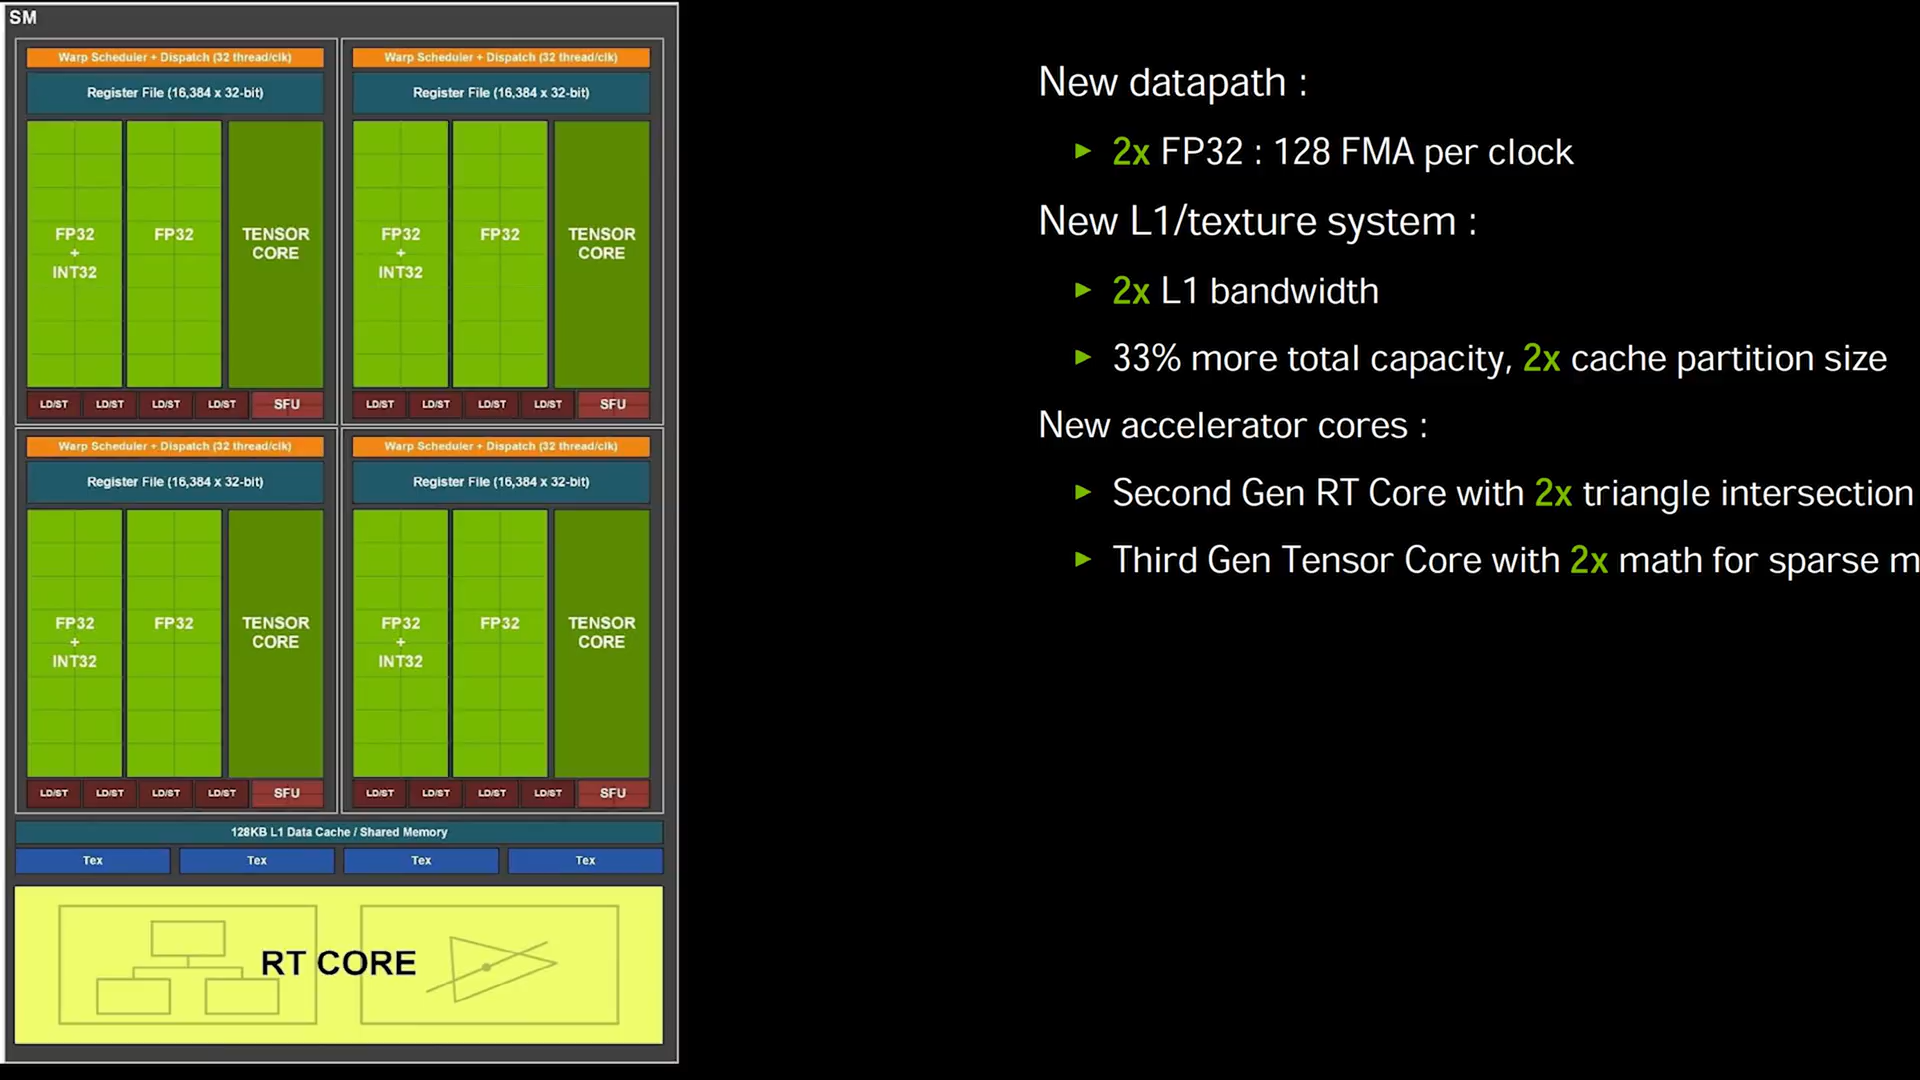 SM
Warp Scheduler + Dispatch (32 thread/clk)
Register File (16,384 x 32-bit)
FP32
+
INT32
FP32
TENSOR
CORE
LD/ST LD/ST LD/ST LD/ST SFU
Warp Scheduler + Dispatch (32 thread/clk)
Register File (16,384 x 32-bit)
FP32
+
INT32
FP32
TENSOR
CORE
LD/ST LD/ST LD/ST LD/ST SFU
Warp Scheduler + Dispatch (32 thread/clk)
Register File (16,384 x 32-bit)
FP32
+
INT32
FP32
TENSOR
CORE
LD/ST LD/ST LD/ST LD/ST SFU
Warp Scheduler + Dispatch (32 thread/clk)
Register File (16,384 x 32-bit)
FP32
+
INT32
FP32
TENSOR
CORE
LD/ST LD/ST LD/ST LD/ST SFU
128KB L1 Data Cache / Shared Memory
Tex Tex Tex Tex
RT CORE
New datapath :
2x FP32 : 128 FMA per clock
New L1/texture system :
2x L1 bandwidth
33% more total capacity, 2x cache partition size
New accelerator cores :
Second Gen RT Core with 2x triangle intersection
Third Gen Tensor Core with 2x math for sparse